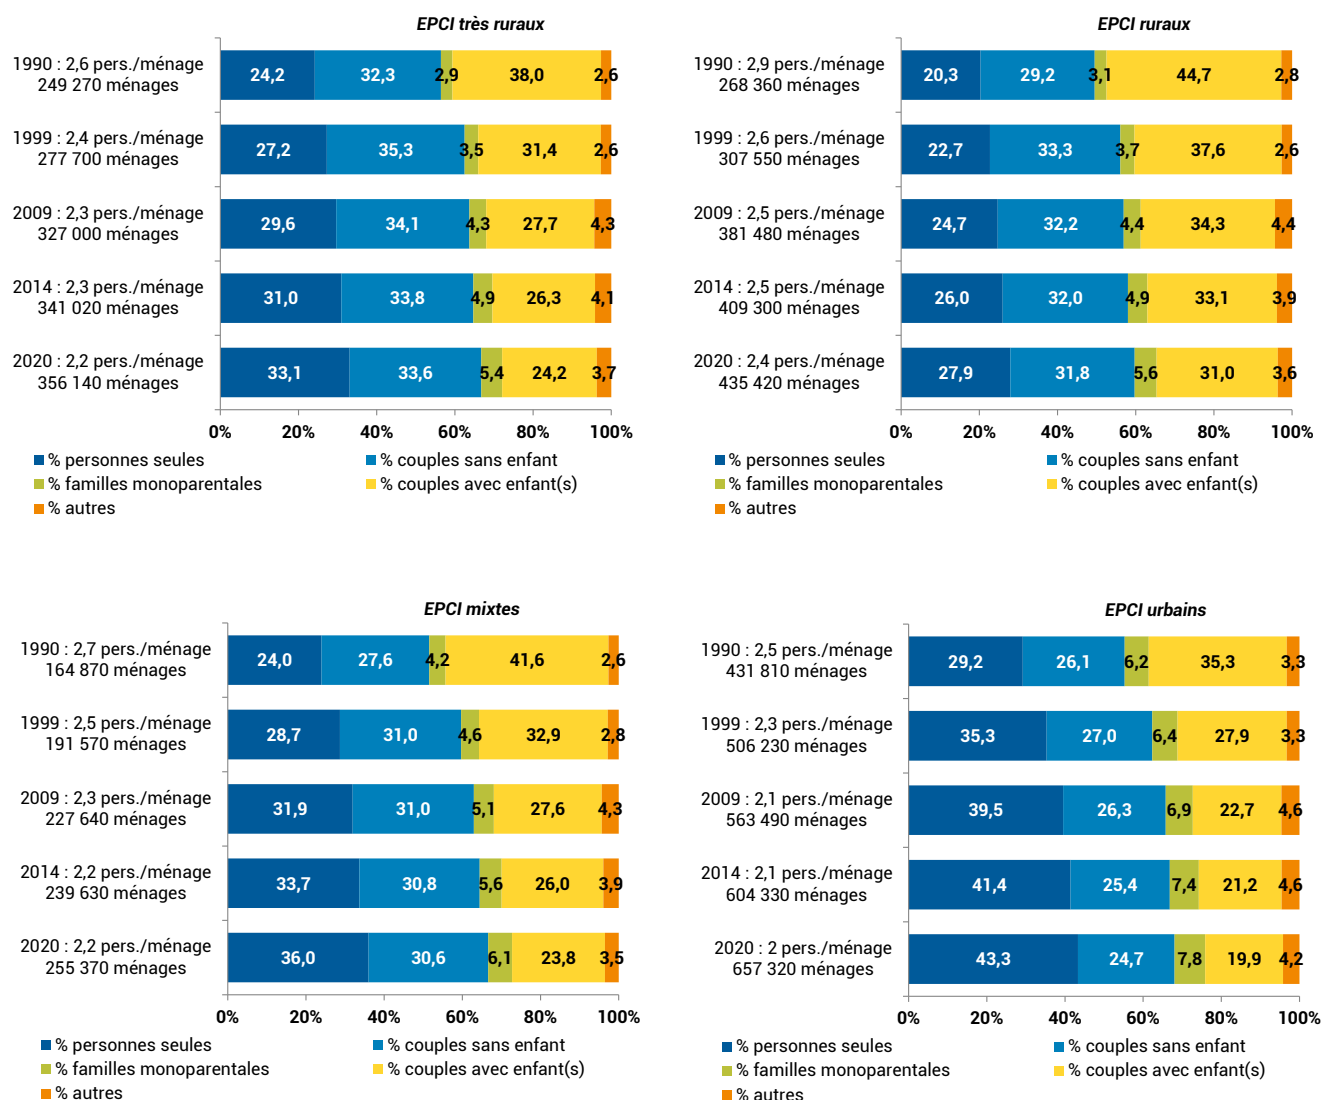 EPCI très ruraux
1990 : 2,6 pers./ménage
249 270 ménages
24,2 32,3 2,9 38,0 2,6
1999 : 2,4 pers./ménage
277 700 ménages
27,2 35,3 3,5 31,4 2,6
2009 : 2,3 pers./ménage
327 000 ménages
29,6 34,1 4,3 27,7 4,3
2014 : 2,3 pers./ménage
341 020 ménages
31,0 33,8 4,9 26,3 4,1
2020 : 2,2 pers./ménage
356 140 ménages
33,1 33,6 5,4 24,2 3,7
0% 20% 40% 60% 80% 100%
% personnes seules % couples sans enfant
% familles monoparentales % couples avec enfant(s)
% autres
EPCI ruraux
1990 : 2,9 pers./ménage
268 360 ménages
20,3 29,2 3,1 44,7 2,8
1999 : 2,6 pers./ménage
307 550 ménages
22,7 33,3 3,7 37,6 2,6
2009 : 2,5 pers./ménage
381 480 ménages
24,7 32,2 4,4 34,3 4,4
2014 : 2,5 pers./ménage
409 300 ménages
26,0 32,0 4,9 33,1 3,9
2020 : 2,4 pers./ménage
435 420 ménages
27,9 31,8 5,6 31,0 3,6
0% 20% 40% 60% 80% 100%
% personnes seules % couples sans enfant
% familles monoparentales % couples avec enfant(s)
% autres
EPCI mixtes
1990 : 2,7 pers./ménage
164 870 ménages
24,0 27,6 4,2 41,6 2,6
1999 : 2,5 pers./ménage
191 570 ménages
28,7 31,0 4,6 32,9 2,8
2009 : 2,3 pers./ménage
227 640 ménages
31,9 31,0 5,1 27,6 4,3
2014 : 2,2 pers./ménage
239 630 ménages
33,7 30,8 5,6 26,0 3,9
2020 : 2,2 pers./ménage
255 370 ménages
36,0 30,6 6,1 23,8 3,5
0% 20% 40% 60% 80% 100%
% personnes seules % couples sans enfant
% familles monoparentales % couples avec enfant(s)
% autres
EPCI urbains
1990 : 2,5 pers./ménage
431 810 ménages
29,2 26,1 6,2 35,3 3,3
1999 : 2,3 pers./ménage
506 230 ménages
35,3 27,0 6,4 27,9 3,3
2009 : 2,1 pers./ménage
563 490 ménages
39,5 26,3 6,9 22,7 4,6
2014 : 2,1 pers./ménage
604 330 ménages
41,4 25,4 7,4 21,2 4,6
2020 : 2 pers./ménage
657 320 ménages
43,3 24,7 7,8 19,9 4,2
0% 20% 40% 60% 80% 100%
% personnes seules % couples sans enfant
% familles monoparentales % couples avec enfant(s)
% autres